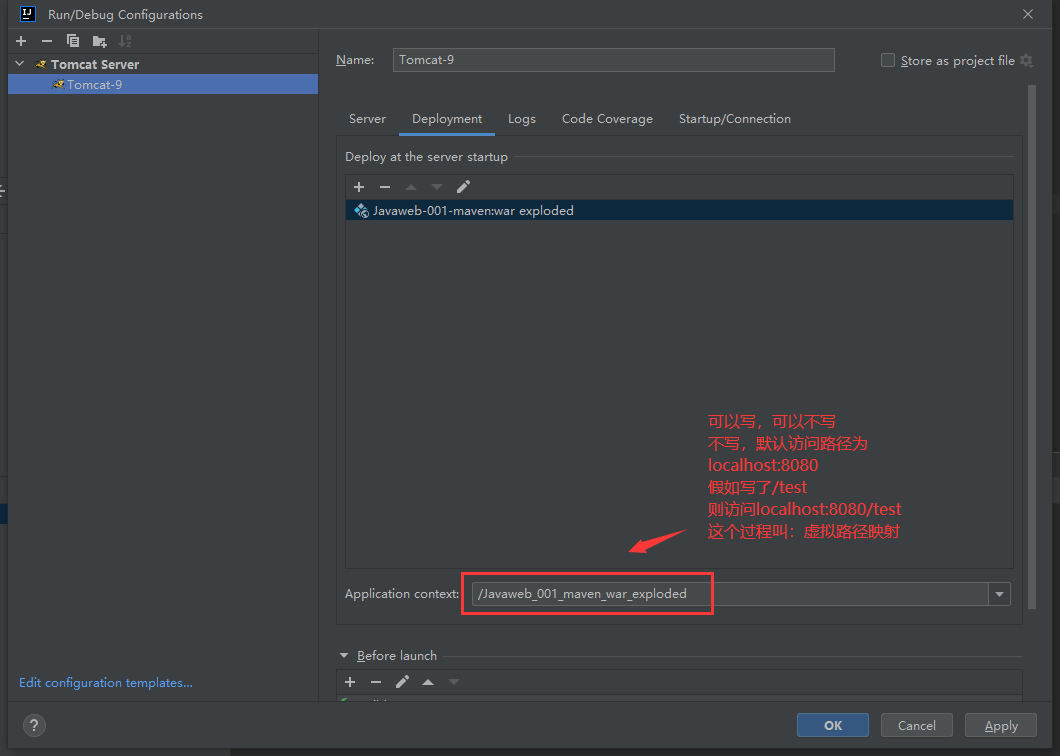 Run/Debug Configurations
Tomcat Server
Tomcat-9
Name: Tomcat-9
Store as project file
Server Deployment Logs Code Coverage Startup/Connection
Deploy at the server startup
Javaweb-001-maven:war exploded
可以写，可以不写
不写，默认访问路径为
localhost:8080
假如写了/test
则访问localhost:8080/test
这个过程叫：虚拟路径映射
Application context: /Javaweb_001_maven_war_exploded
Before launch
Edit configuration templates...
? OK Cancel Apply